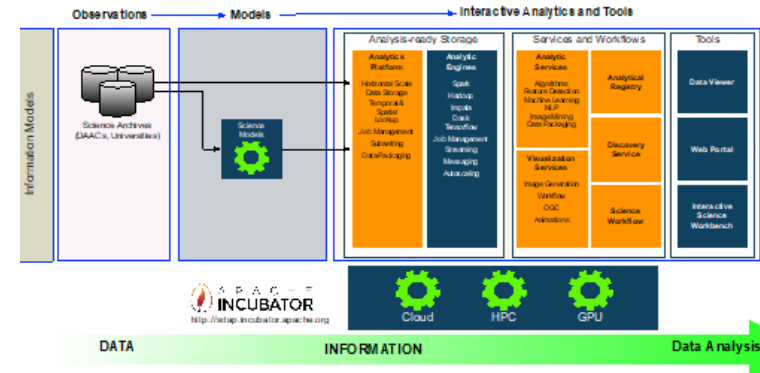 Observations
Models
Interactive Analytics and Tools
Information Models
Science Archives
(DAACs, Universities)
Science
Models
Analysis-ready Storage
Analytics
Platform
Horizontal Scale
Data Storage
Temporal &
Spatial
Lookup
Job Management
Subsetting
Data Packaging
Analytic
Engines
Spark
Hadoop
Impala
Dask
Tensorflow
Job Management
Streaming
Messaging
Autoscaling
Services and Workflows
Analytic
Services
Algorithms
Feature Detection
Machine Learning
NLP
Image Mining
Data Packaging
Visualization
Services
Image Generation
Workflow
OGC
Animations
Analytical
Registry
Discovery
Service
Science
Workflow
Tools
Data Viewer
Web Portal
Interactive
Science
Workbench
APACHE
INCUBATOR
http://sdap.incubator.apache.org
Cloud
HPC
GPU
DATA
INFORMATION
Data Analysis